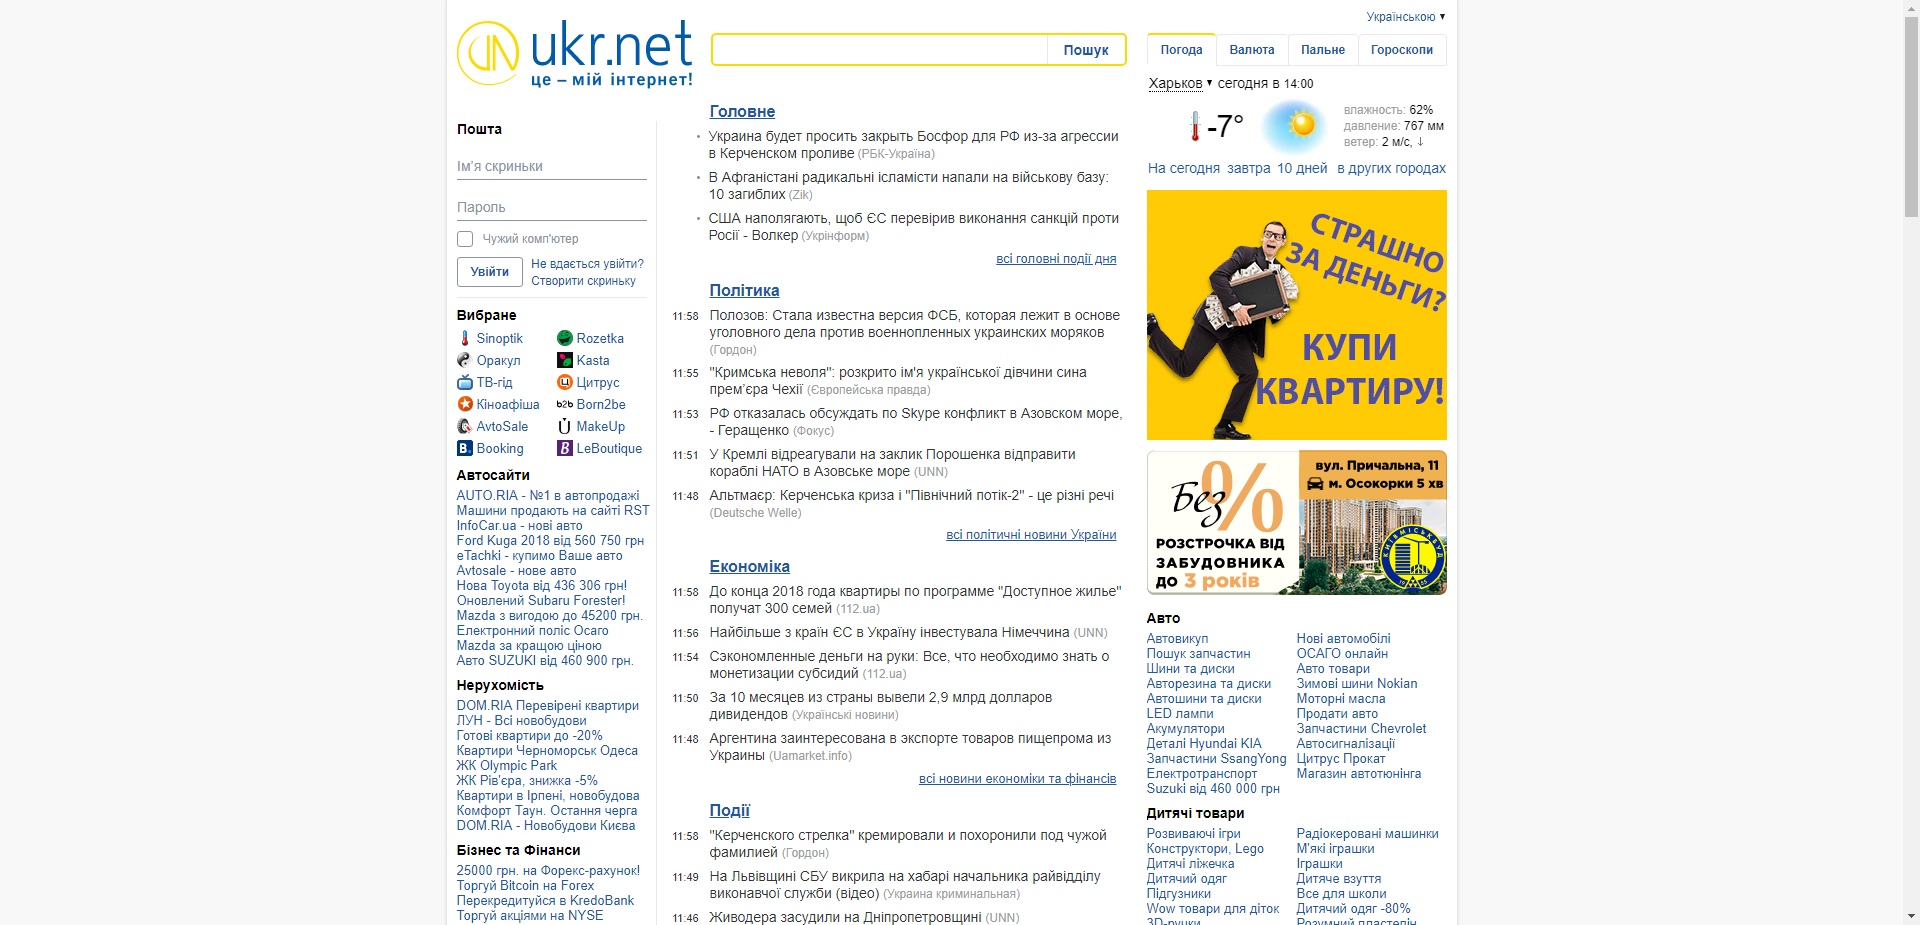 Українською ▼
ukr.net
це – мій інтернет!
Пошук
Погода
Валюта
Пальне
Гороскопи
Харьков ▼ сегодня в 14:00
-7°
влажность: 62%
давление: 767 мм
ветер: 2 м/с, ↓
На сегодня завтра 10 дней в других городах
Пошта
Ім'я скриньки
Пароль
Чужий комп'ютер
Увійти
Не вдається увійти?
Створити скриньку
Вибране
Sinoptik
Rozetka
Оракул
Kasta
ТВ-гід
Цитрус
Кіноафіша
b2b Born2be
AvtoSale
MakeUp
B. Booking
B LeBoutique
Автосайти
AUTO.RIA - №1 в автопродажі
Машини продають на сайті RST
InfoCar.ua - нові авто
Ford Kuga 2018 від 560 750 грн
eTachki - купимо Ваше авто
Avtosale - нове авто
Нова Toyota від 436 306 грн!
Оновлений Subaru Forester!
Mazda з вигодою до 45200 грн.
Електронний поліс Осаго
Mazda за кращою ціною
Авто SUZUKI від 460 900 грн.
Нерухомість
DOM.RIA Перевірені квартири
ЛУН - Всі новобудови
Готові квартири до -20%
Квартири Черноморськ Одеса
ЖК Olympic Park
ЖК Рів'єра, знижка -5%
Квартири в Ірпені, новобудова
Комфорт Таун. Остання черга
DOM.RIA - Новобудови Києва
Бізнес та Фінанси
25000 грн. на Форекс-рахунок!
Торгуй Bitcoin на Forex
Перекредитуйся в KredoBank
Торгуй акціями на NYSE
Головне
Украина будет просить закрыть Босфор для РФ из-за агрессии
в Керченском проливе (РБК-Україна)
В Афганістані радикальні ісламісти напали на військову базу:
10 загиблих (Zik)
США наполягають, щоб ЄС перевірив виконання санкцій проти
Росії - Волкер (Укрінформ)
всі головні події дня
Політика
11:58 Полозов: Стала известна версия ФСБ, которая лежит в основе
уголовного дела против военнопленных украинских моряков
(Гордон)
11:55 "Кримська неволя": розкрито ім'я української дівчини сина
прем'єра Чехії (Європейська правда)
11:53 РФ отказалась обсуждать по Skype конфликт в Азовском море,
- Геращенко (Фокус)
11:51 У Кремлі відреагували на заклик Порошенка відправити
кораблі НАТО в Азовське море (UNN)
11:48 Альтмаєр: Керченська криза і "Північний потік-2" - це різні речі
(Deutsche Welle)
всі політичні новини України
Економіка
11:58 До конца 2018 года квартиры по программе "Доступное жилье"
получат 300 семей (112.ua)
11:56 Найбільше з країн ЄС в Україну інвестувала Німеччина (UNN)
11:54 Сэкономленные деньги на руки: Все, что необходимо знать о
монетизации субсидий (112.ua)
11:50 За 10 месяцев из страны вывели 2,9 млрд долларов
дивидендов (Українські новини)
11:48 Аргентина заинтересована в экспорте товаров пищепрома из
Украины (Uamarket.info)
всі новини економіки та фінансів
Події
11:58 "Керченского стрелка" кремировали и похоронили под чужой
фамилией (Гордон)
11:49 На Львівщині СБУ викрила на хабарі начальника райвідділу
виконавчої служби (відео) (Украина криминальная)
11:46 Живодера засудили на Дніпропетровщині (UNN)
СТРАШНО
ЗА ДЕНЬГИ?
КУПИ
КВАРТИРУ!
Без %
РОЗСТРОЧКА ВІД
ЗАБУДОВНИКА
ДО 3 років
вул. Причальна, 11
м. Осокорки 5 хв
КИЇВМІСЬКБУД
Авто
Автовикуп
Нові автомобілі
Пошук запчастин
ОСАГО онлайн
Шини та диски
Авто товари
Авторезина та диски
Зимові шини Nokian
Автошини та диски
Моторні масла
LED лампи
Продати авто
Акумулятори
Запчастини Chevrolet
Деталі Hyundai KIA
Автосигналізації
Запчастини SsangYong
Цитрус Прокат
Електротранспорт
Магазин автотюнінга
Suzuki від 460 000 грн
Дитячі товари
Розвиваючі ігри
Радіокеровані машинки
Конструктори, Lego
М'які іграшки
Дитячі ліжечка
Іграшки
Дитячий одяг
Дитяче взуття
Підгузники
Все для школи
Wow товари для діток
Дитячий одяг -80%
3D-ручки
Розумний пластелін